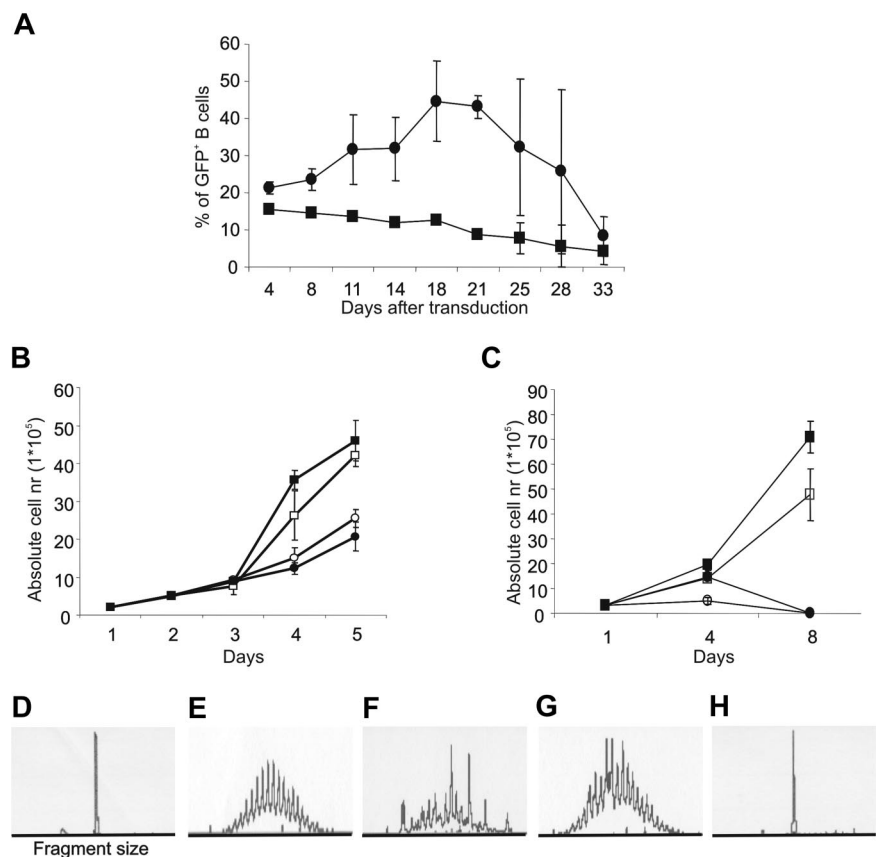 A
60
50
40
30
20
10
0
% of GFP⁺ B cells
4 8 11 14 18 21 25 28 33
Days after transduction
B
60
50
40
30
20
10
0
Absolute cell nr (1*10⁵)
1 2 3 4 5
Days
C
90
80
70
60
50
40
30
20
10
0
Absolute cell nr (1*10⁵)
1 4 8
Days
D E F G H
Fragment size